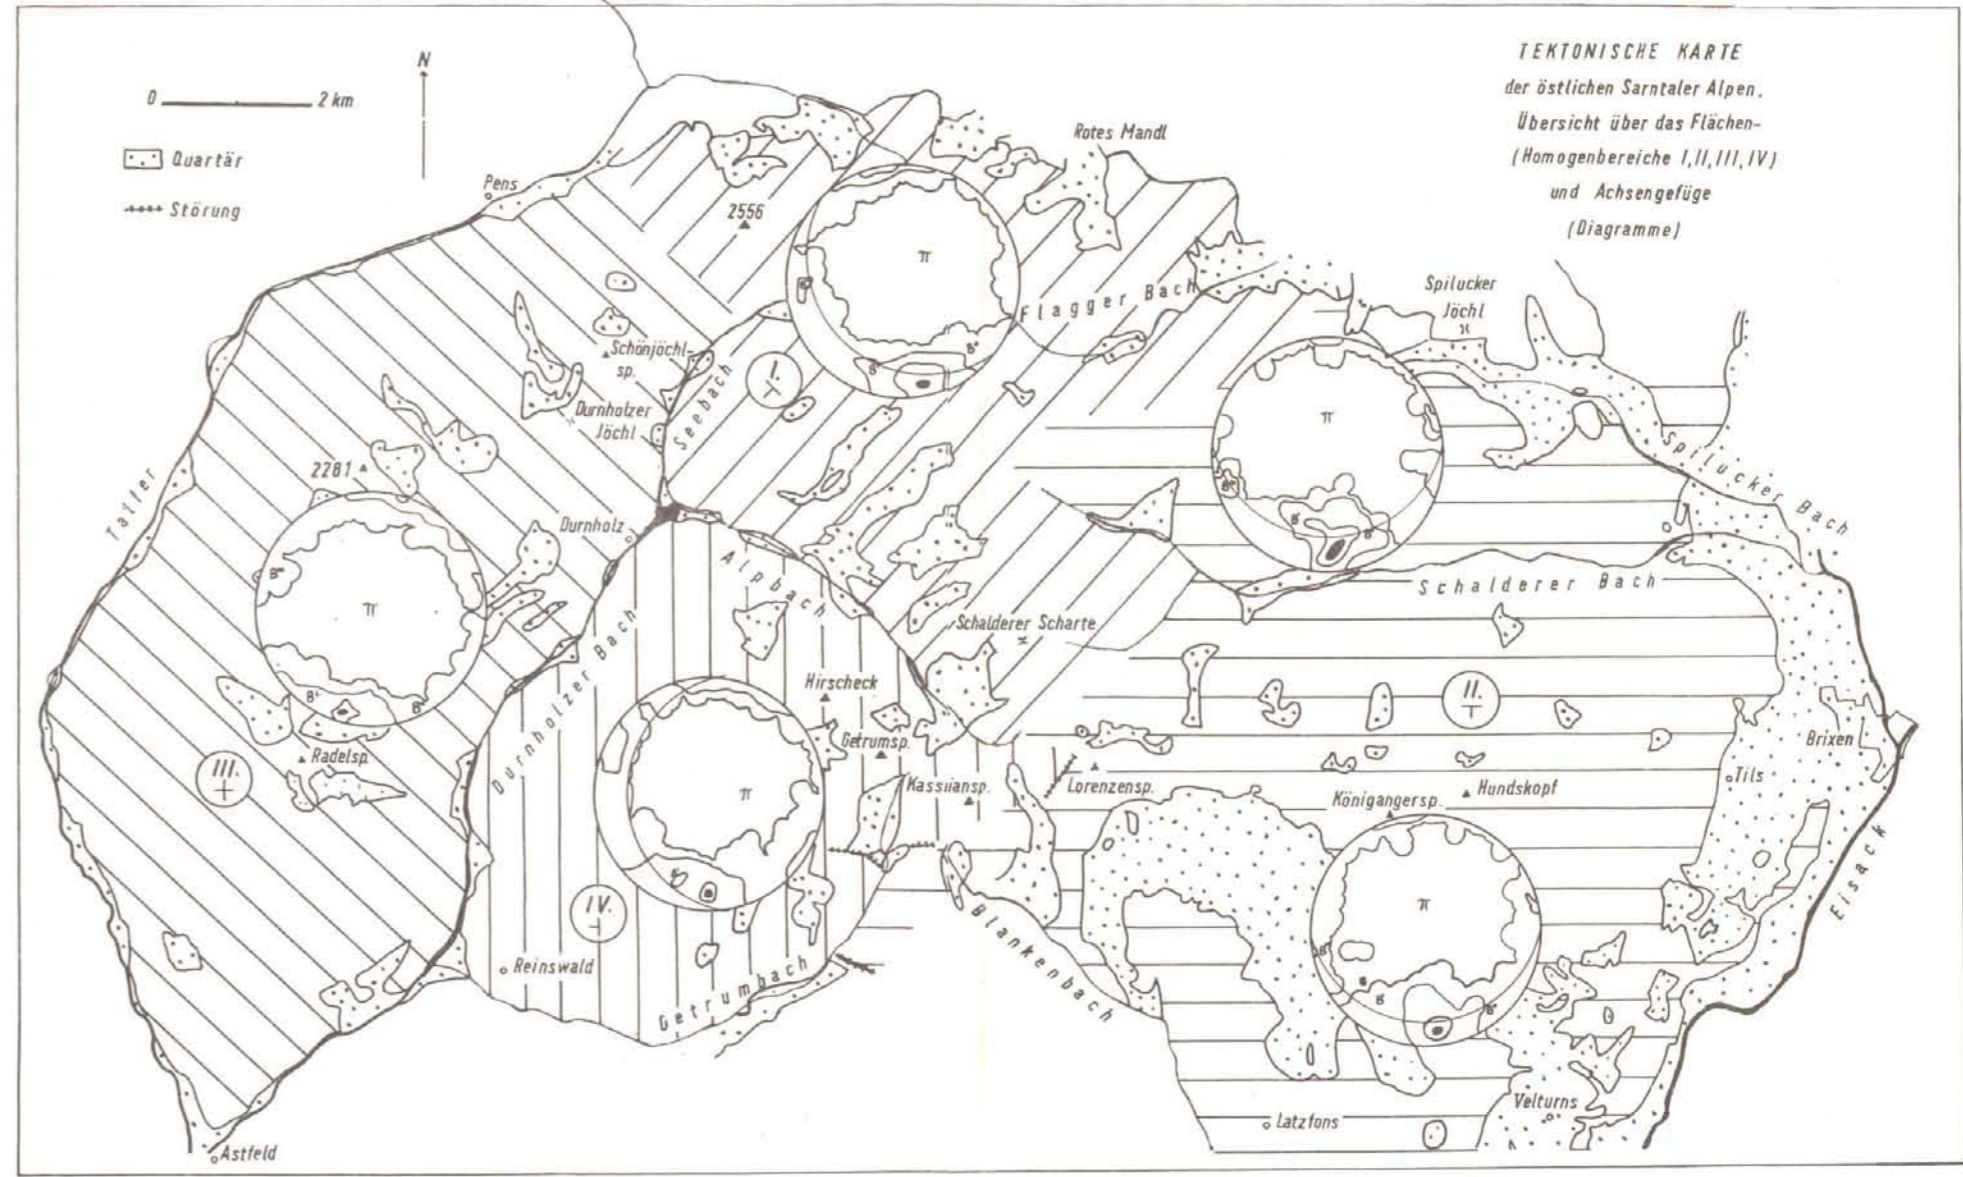 TEKTONISCHE KARTE
der östlichen Sarntaler Alpen.
Übersicht über das Flächen-
(Homogenbereiche I, II, III, IV)
und Achsengefüge
(Diagramme)
N
0 2 km
Quartär
Störung
Rotes Mandl
Pens
2556
π
Flagger Bach
Spilucker
Jöchl
Schönjöchl-
sp.
I.
Seebach
Durnholzer
Jöchl
π
2281
Spilucker Bach
Talfer
Durnholz
Alpbach
Schalderer Bach
π
Durnholzer Bach
Schalderer Scharte
Hirscheck
II.
Getrumsp.
Brixen
Radelsp.
III.
Kassiansp.
Lorenzensp.
Tils
Hundskopf
Königangersp.
π
Eisack
IV.
π
Blankenbach
Reinswald
Getrumbach
Velturns
Latzfons
Astfeld